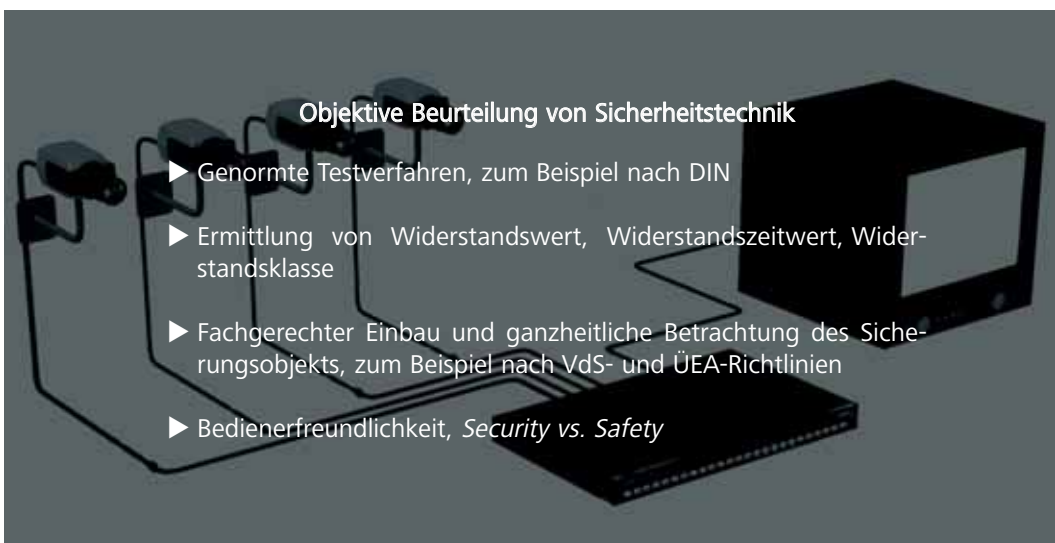 Objektive Beurteilung von Sicherheitstechnik
▶ Genormte Testverfahren, zum Beispiel nach DIN
▶ Ermittlung von Widerstandswert, Widerstandszeitwert, Wider-
standsklasse
▶ Fachgerechter Einbau und ganzheitliche Betrachtung des Siche-
rungsobjekts, zum Beispiel nach VdS- und ÜEA-Richtlinien
▶ Bedienerfreundlichkeit, Security vs. Safety